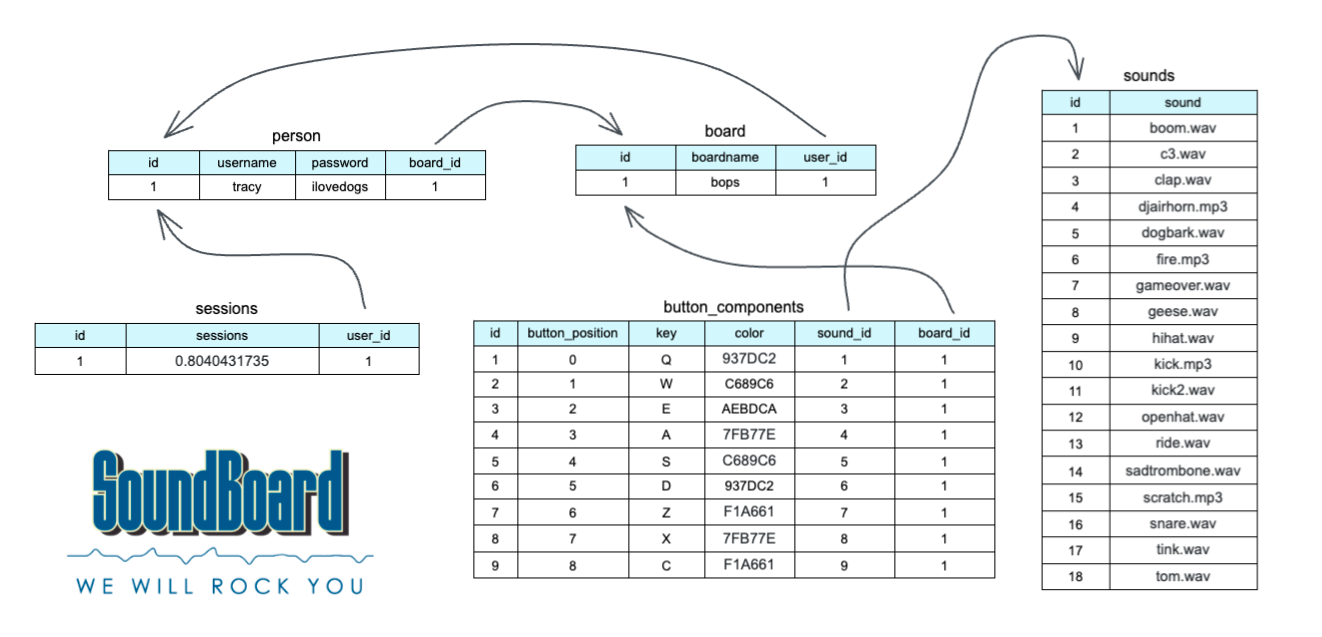 person
id username password board_id
1 tracy ilovedogs 1
board
id boardname user_id
1 bops 1
sounds
id sound
1 boom.wav
2 c3.wav
3 clap.wav
4 djairhorn.mp3
5 dogbark.wav
6 fire.mp3
7 gameover.wav
8 geese.wav
9 hihat.wav
10 kick.mp3
11 kick2.wav
12 openhat.wav
13 ride.wav
14 sadtrombone.wav
15 scratch.mp3
16 snare.wav
17 tink.wav
18 tom.wav
sessions
id sessions user_id
1 0.8040431735 1
button_components
id button_position key color sound_id board_id
1 0 Q 937DC2 1 1
2 1 W C689C6 2 1
3 2 E AEBDCA 3 1
4 3 A 7FB77E 4 1
5 4 S C689C6 5 1
6 5 D 937DC2 6 1
7 6 Z F1A661 7 1
8 7 X 7FB77E 8 1
9 8 C F1A661 9 1
SoundBoard
WE WILL ROCK YOU